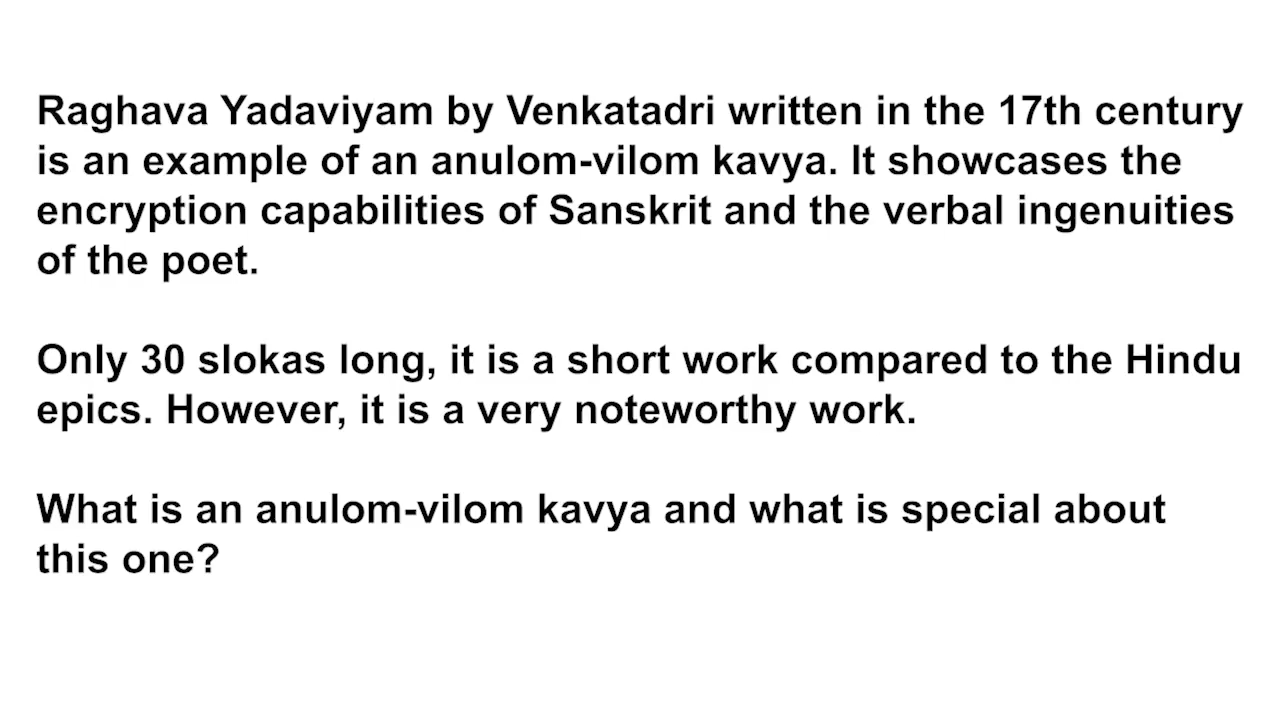 Raghava Yadaviyam by Venkatadri written in the 17th century
is an example of an anulom-vilom kavya. It showcases the
encryption capabilities of Sanskrit and the verbal ingenuities
of the poet.
Only 30 slokas long, it is a short work compared to the Hindu
epics. However, it is a very noteworthy work.
What is an anulom-vilom kavya and what is special about
this one?